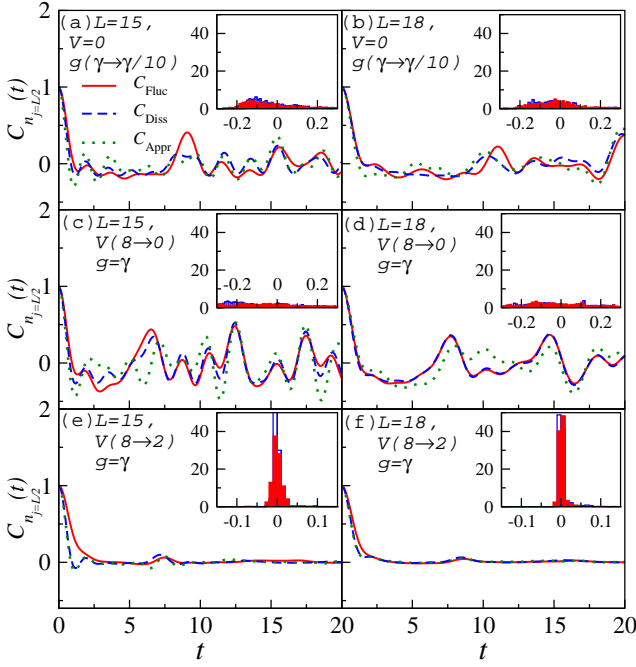 (a) L=15,
V=0
g(γ→γ/10)
C_Fluc
C_Diss
C_Appr
40
20
0
-0.2 0 0.2
(b) L=18,
V=0
g(γ→γ/10)
40
20
0
-0.2 0 0.2
2
1
0
C_{n_{j=L/2}}(t)
(c) L=15,
V(8→0)
g=γ
40
20
0
-0.2 0 0.2
(d) L=18,
V(8→0)
g=γ
40
20
0
-0.2 0 0.2
2
1
0
C_{n_{j=L/2}}(t)
(e) L=15,
V(8→2)
g=γ
40
20
0
-0.1 0 0.1
(f) L=18,
V(8→2)
g=γ
40
20
0
-0.1 0 0.1
2
1
0
C_{n_{j=L/2}}(t)
0 5 10 15 20 5 10 15 20
t t